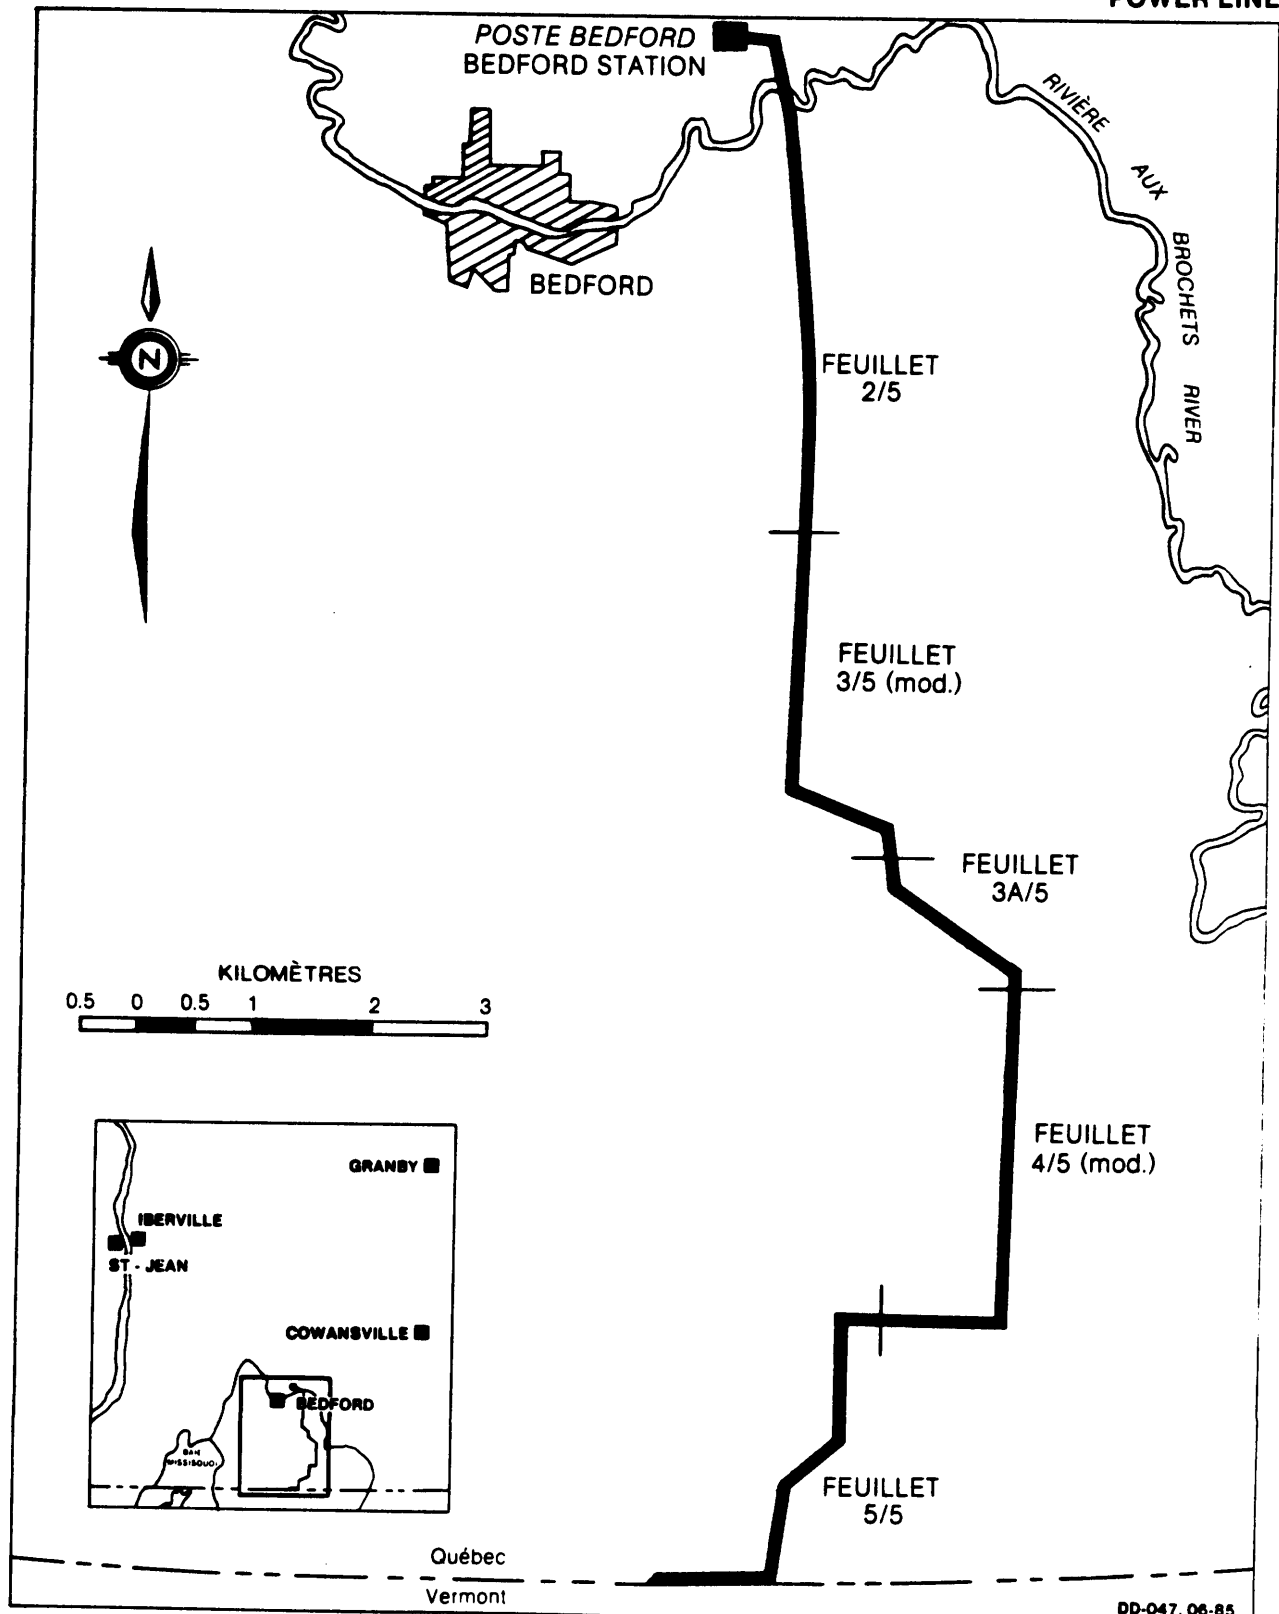 POWER LINE
POSTE BEDFORD
BEDFORD STATION
RIVIÈRE
AUX
BROCHETS
RIVER
BEDFORD
N
FEUILLET
2/5
FEUILLET
3/5 (mod.)
FEUILLET
3A/5
KILOMÈTRES
0.5 0 0.5 1 2 3
FEUILLET
4/5 (mod.)
GRANBY
IBERVILLE
ST - JEAN
COWANSVILLE
BEDFORD
BAIE
MISSISQUOI
FEUILLET
5/5
Québec
Vermont
DD-047, 06-85